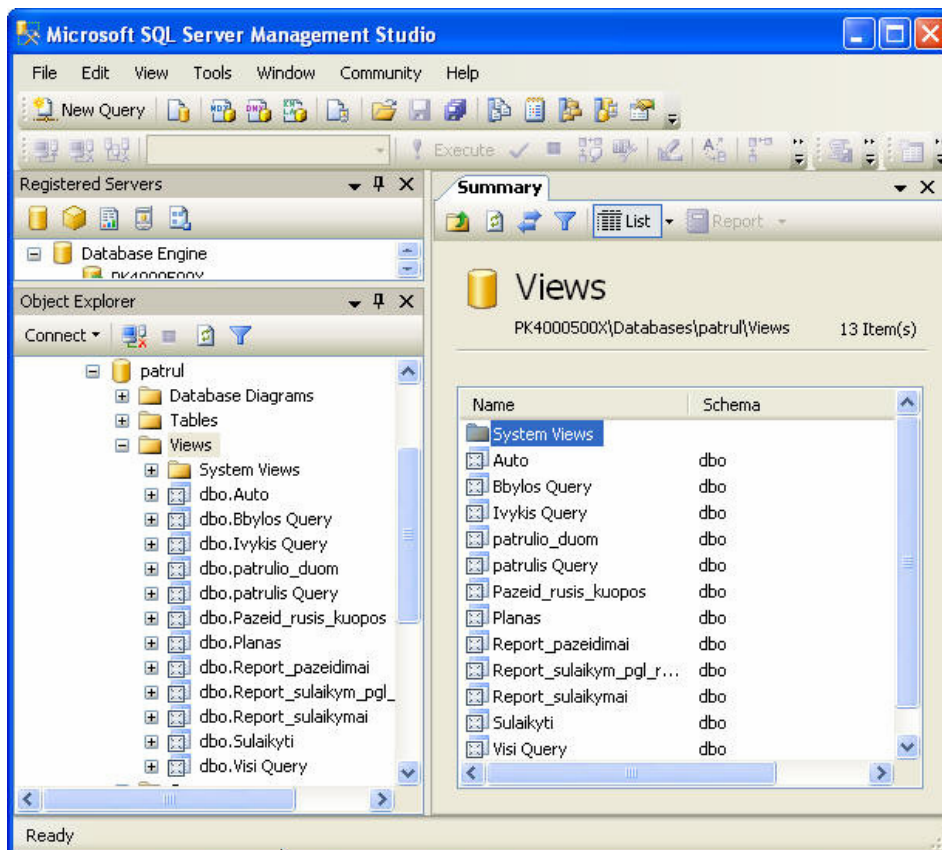 Microsoft SQL Server Management Studio
File Edit View Tools Window Community Help
New Query
Execute
Registered Servers
Database Engine
PK4000500X
Object Explorer
Connect
patrul
Database Diagrams
Tables
Views
System Views
dbo.Auto
dbo.Bbylos Query
dbo.Ivykis Query
dbo.patrulio_duom
dbo.patrulis Query
dbo.Pazeid_rusis_kuopos
dbo.Planas
dbo.Report_pazeidimai
dbo.Report_sulaikym_pgl_
dbo.Report_sulaikymai
dbo.Sulaikyti
dbo.Visi Query
Summary
List Report
Views
PK4000500X\Databases\patrul\Views 13 Item(s)
Name Schema
System Views
Auto dbo
Bbylos Query dbo
Ivykis Query dbo
patrulio_duom dbo
patrulis Query dbo
Pazeid_rusis_kuopos dbo
Planas dbo
Report_pazeidimai dbo
Report_sulaikym_pgl_r... dbo
Report_sulaikymai dbo
Sulaikyti dbo
Visi Query dbo
Ready